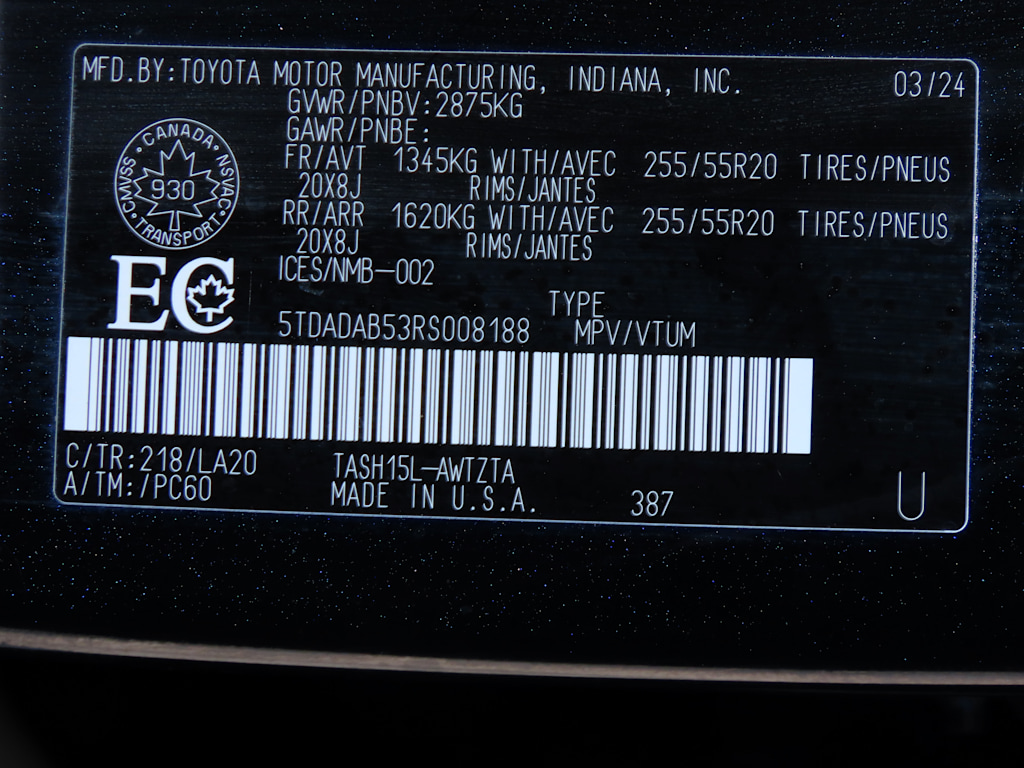 MFD.BY:TOYOTA MOTOR MANUFACTURING, INDIANA, INC. 03/24
GVWR/PNBV:2875KG
GAWR/PNBE:
FR/AVT 1345KG WITH/AVEC 255/55R20 TIRES/PNEUS
20X8J RIMS/JANTES
RR/ARR 1620KG WITH/AVEC 255/55R20 TIRES/PNEUS
20X8J RIMS/JANTES
ICES/NMB-002
CANADA
CMVSS 930 NSVAC
TRANSPORT
EC
TYPE
5TDADAB53RS008188 MPV/VTUM
C/TR:218/LA20 TASH15L-AWTZTA
A/TM:/PC60 MADE IN U.S.A. 387 U